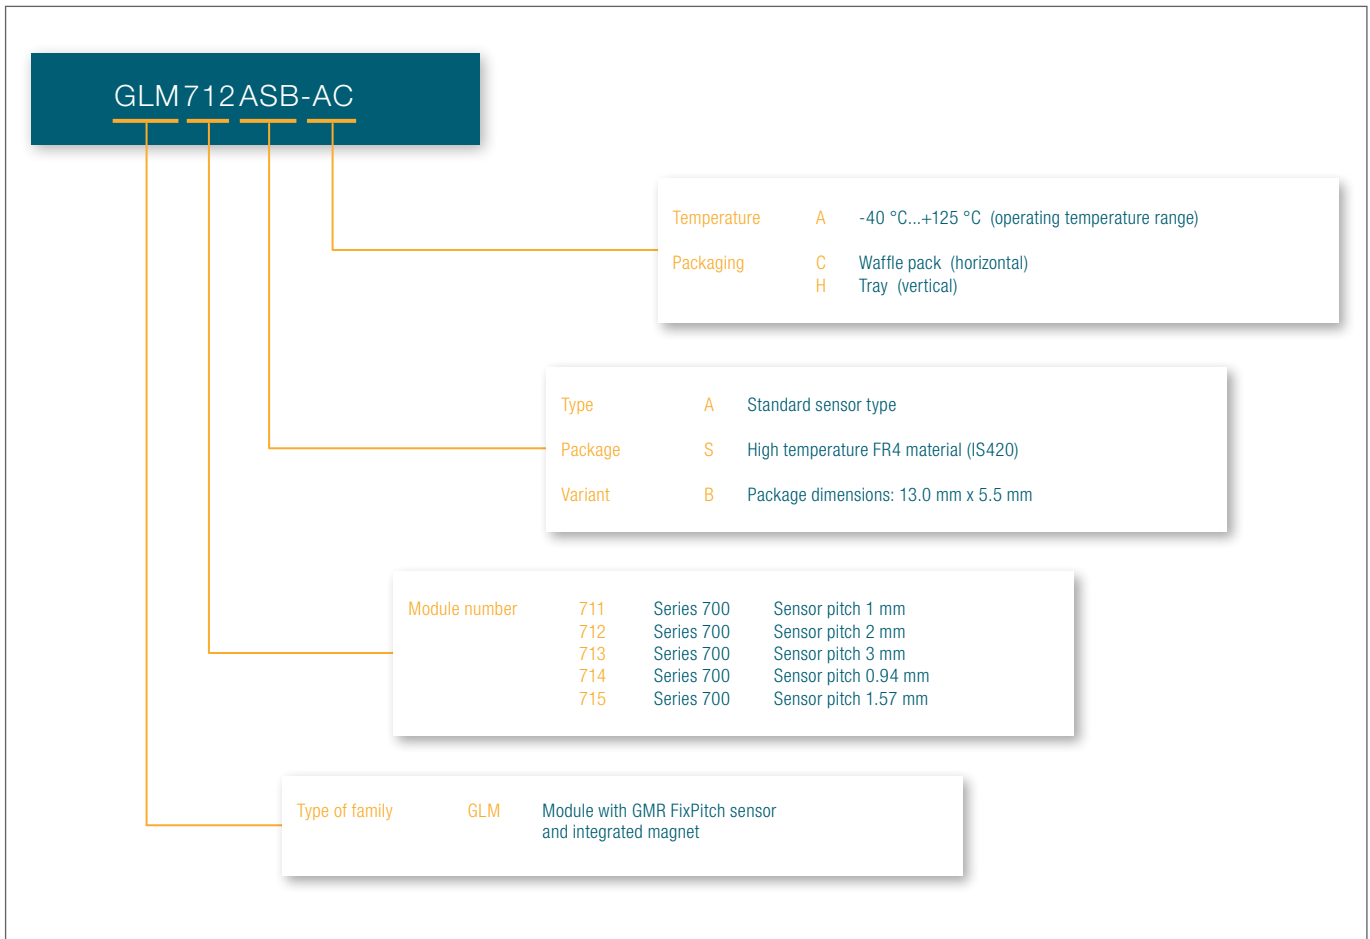 GLM712ASB-AC
Temperature A -40 °C...+125 °C (operating temperature range)
Packaging C Waffle pack (horizontal)
H Tray (vertical)
Type A Standard sensor type
Package S High temperature FR4 material (IS420)
Variant B Package dimensions: 13.0 mm x 5.5 mm
Module number 711 Series 700 Sensor pitch 1 mm
712 Series 700 Sensor pitch 2 mm
713 Series 700 Sensor pitch 3 mm
714 Series 700 Sensor pitch 0.94 mm
715 Series 700 Sensor pitch 1.57 mm
Type of family GLM Module with GMR FixPitch sensor
and integrated magnet